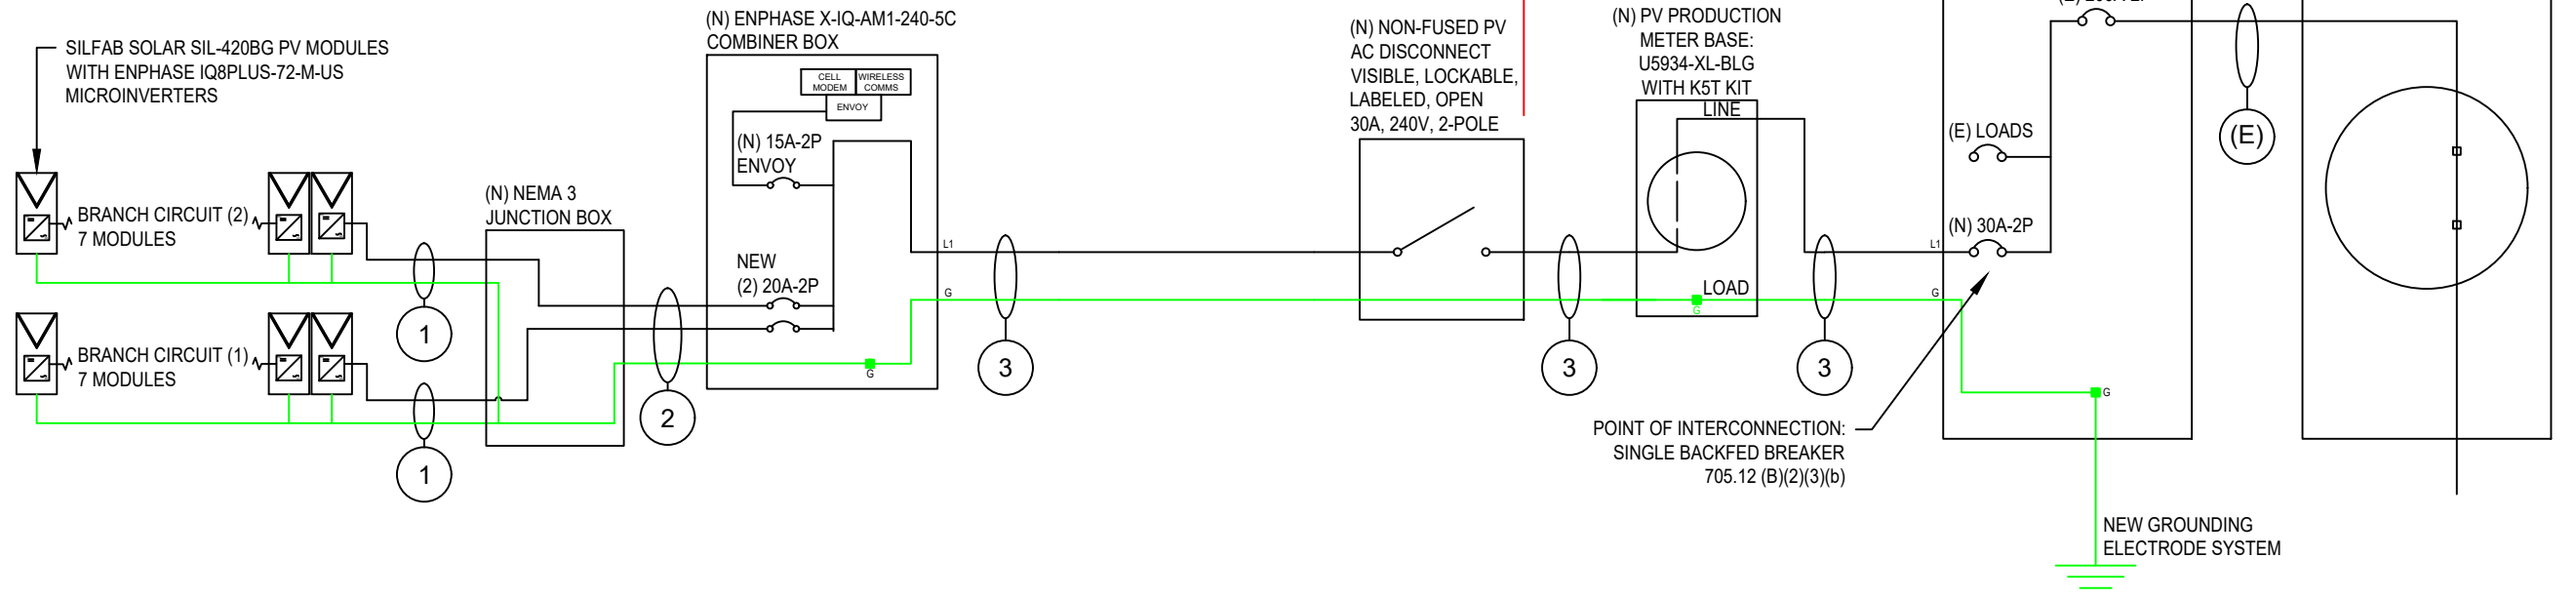 SILFAB SOLAR SIL-420BG PV MODULES
WITH ENPHASE IQ8PLUS-72-M-US
MICROINVERTERS
BRANCH CIRCUIT (2)
7 MODULES
BRANCH CIRCUIT (1)
7 MODULES
1
1
(N) NEMA 3
JUNCTION BOX
2
(N) ENPHASE X-IQ-AM1-240-5C
COMBINER BOX
CELL
MODEM
WIRELESS
COMMS
ENVOY
(N) 15A-2P
ENVOY
NEW
(2) 20A-2P
G
L1
G
3
(N) NON-FUSED PV
AC DISCONNECT
VISIBLE, LOCKABLE,
LABELED, OPEN
30A, 240V, 2-POLE
3
(N) PV PRODUCTION
METER BASE:
U5934-XL-BLG
WITH K5T KIT
LINE
LOAD
G
3
L1
G
(E) LOADS
(N) 30A-2P
G
POINT OF INTERCONNECTION:
SINGLE BACKFED BREAKER
705.12 (B)(2)(3)(b)
(E)
NEW GROUNDING
ELECTRODE SYSTEM